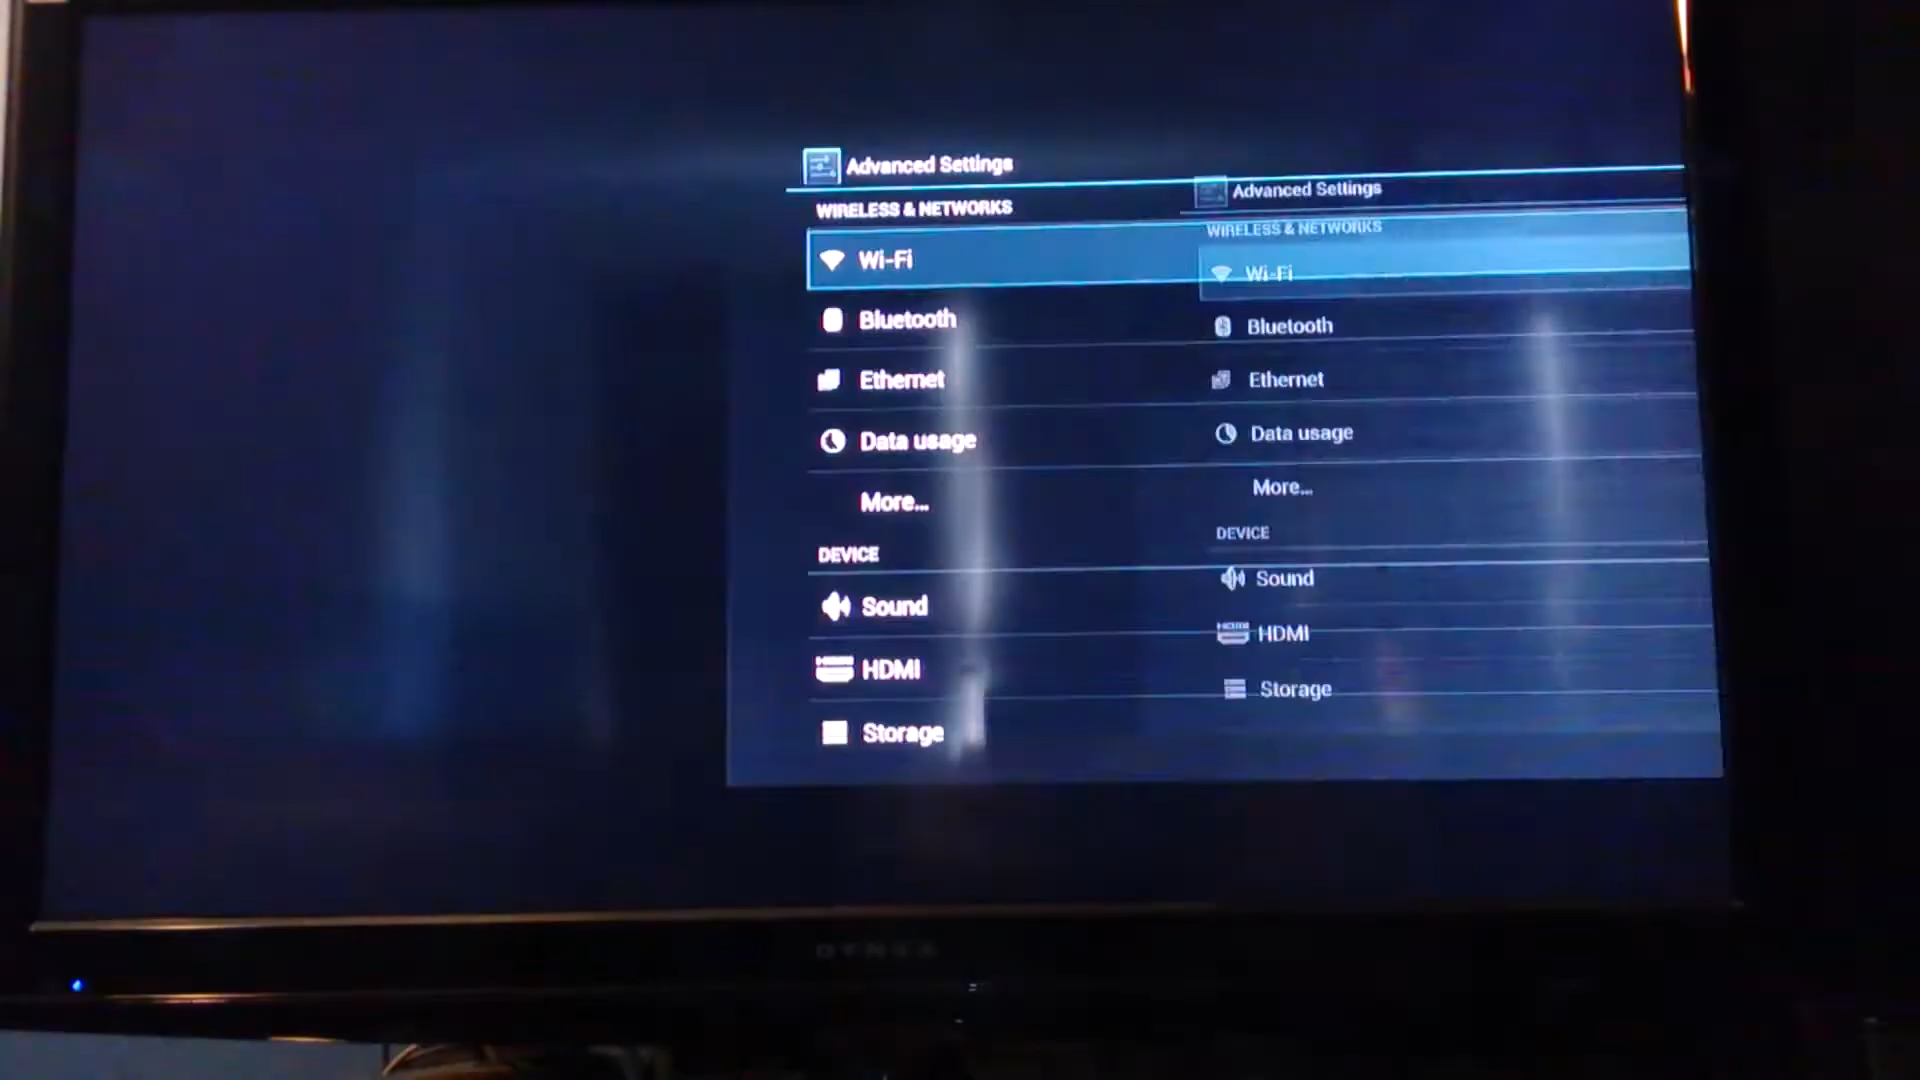 Advanced Settings
WIRELESS & NETWORKS
Wi-Fi
Bluetooth
Ethernet
Data usage
More...
DEVICE
Sound
HDMI
Storage
Advanced Settings
WIRELESS & NETWORKS
Wi-Fi
Bluetooth
Ethernet
Data usage
More...
DEVICE
Sound
HDMI
Storage
DYNEX